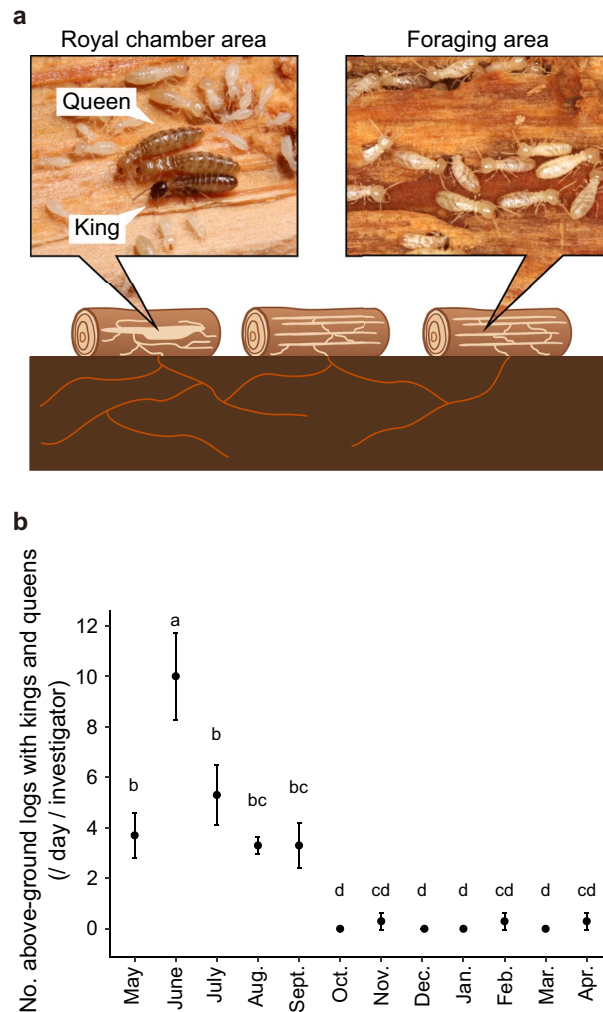 a
Royal chamber area
Foraging area
Queen
King
b
No. above-ground logs with kings and queens
(/ day / investigator)
12
10
8
6
4
2
0
b
a
b
bc
bc
d
cd
d
d
cd
d
cd
May
June
July
Aug.
Sept.
Oct.
Nov.
Dec.
Jan.
Feb.
Mar.
Apr.